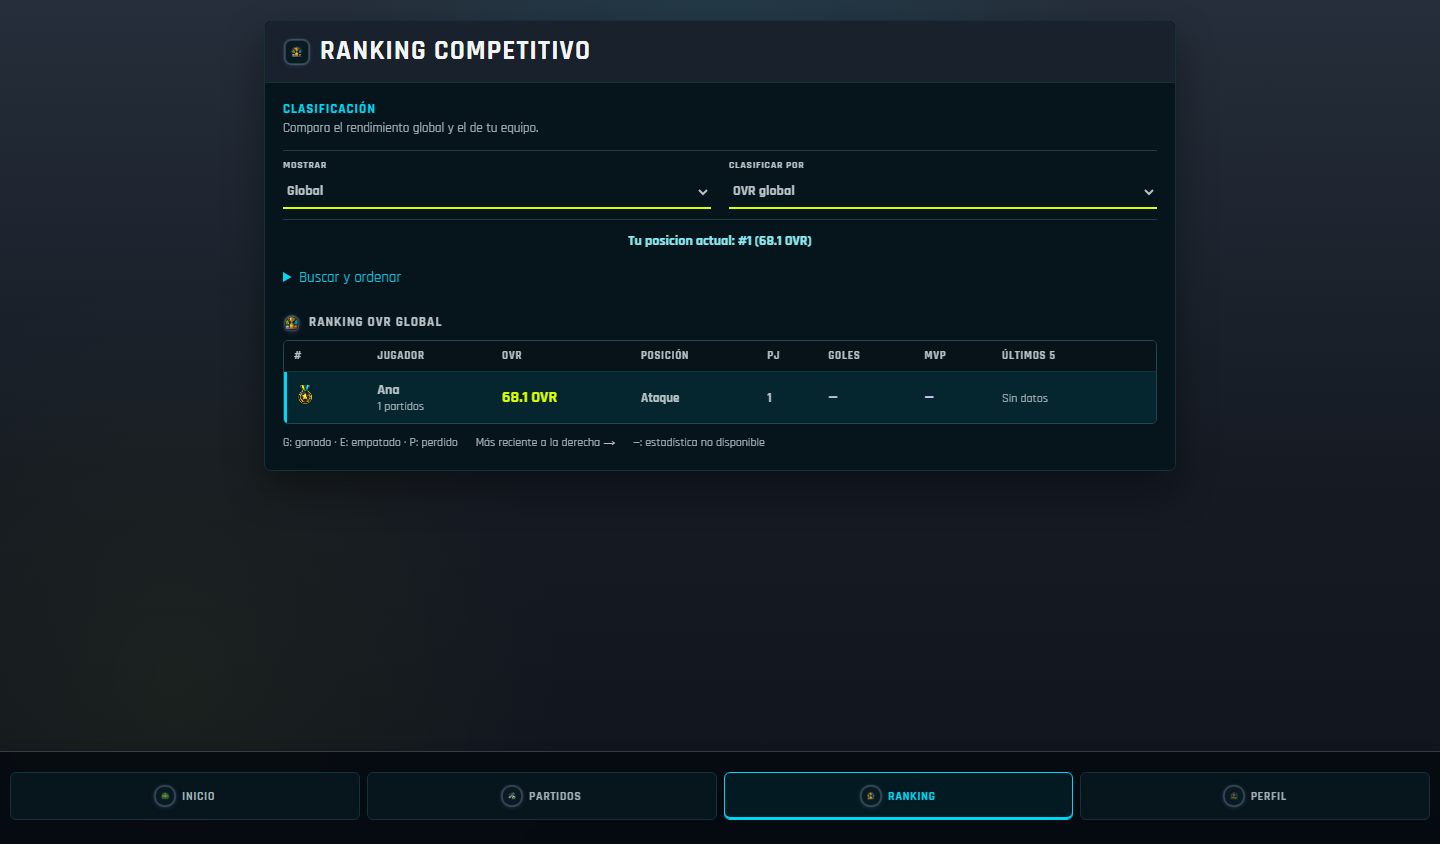 RANKING COMPETITIVO
CLASIFICACIÓN
Compara el rendimiento global y el de tu equipo.
MOSTRAR
CLASIFICAR POR
Global
OVR global
Tu posicion actual: #1 (68.1 OVR)
Buscar y ordenar
RANKING OVR GLOBAL
# JUGADOR OVR POSICIÓN PJ GOLES MVP ÚLTIMOS 5
Ana
1 partidos
68.1 OVR Ataque 1 — — Sin datos
G: ganado · E: empatado · P: perdido Más reciente a la derecha → —: estadística no disponible
INICIO PARTIDOS RANKING PERFIL